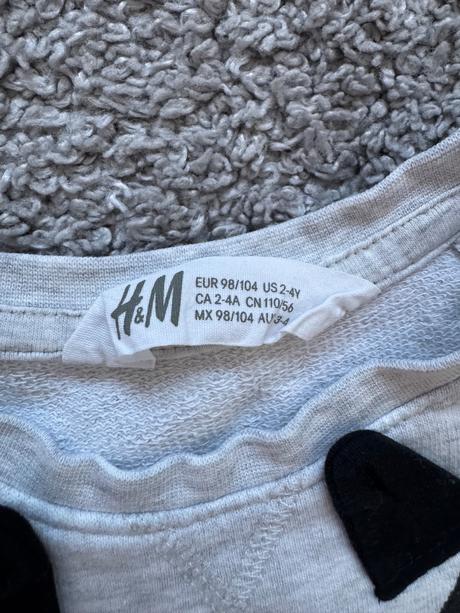 H&M
EUR 98/104 US 2-4Y
CA 2-4A CN 110/56
MX 98/104 AU 3-4